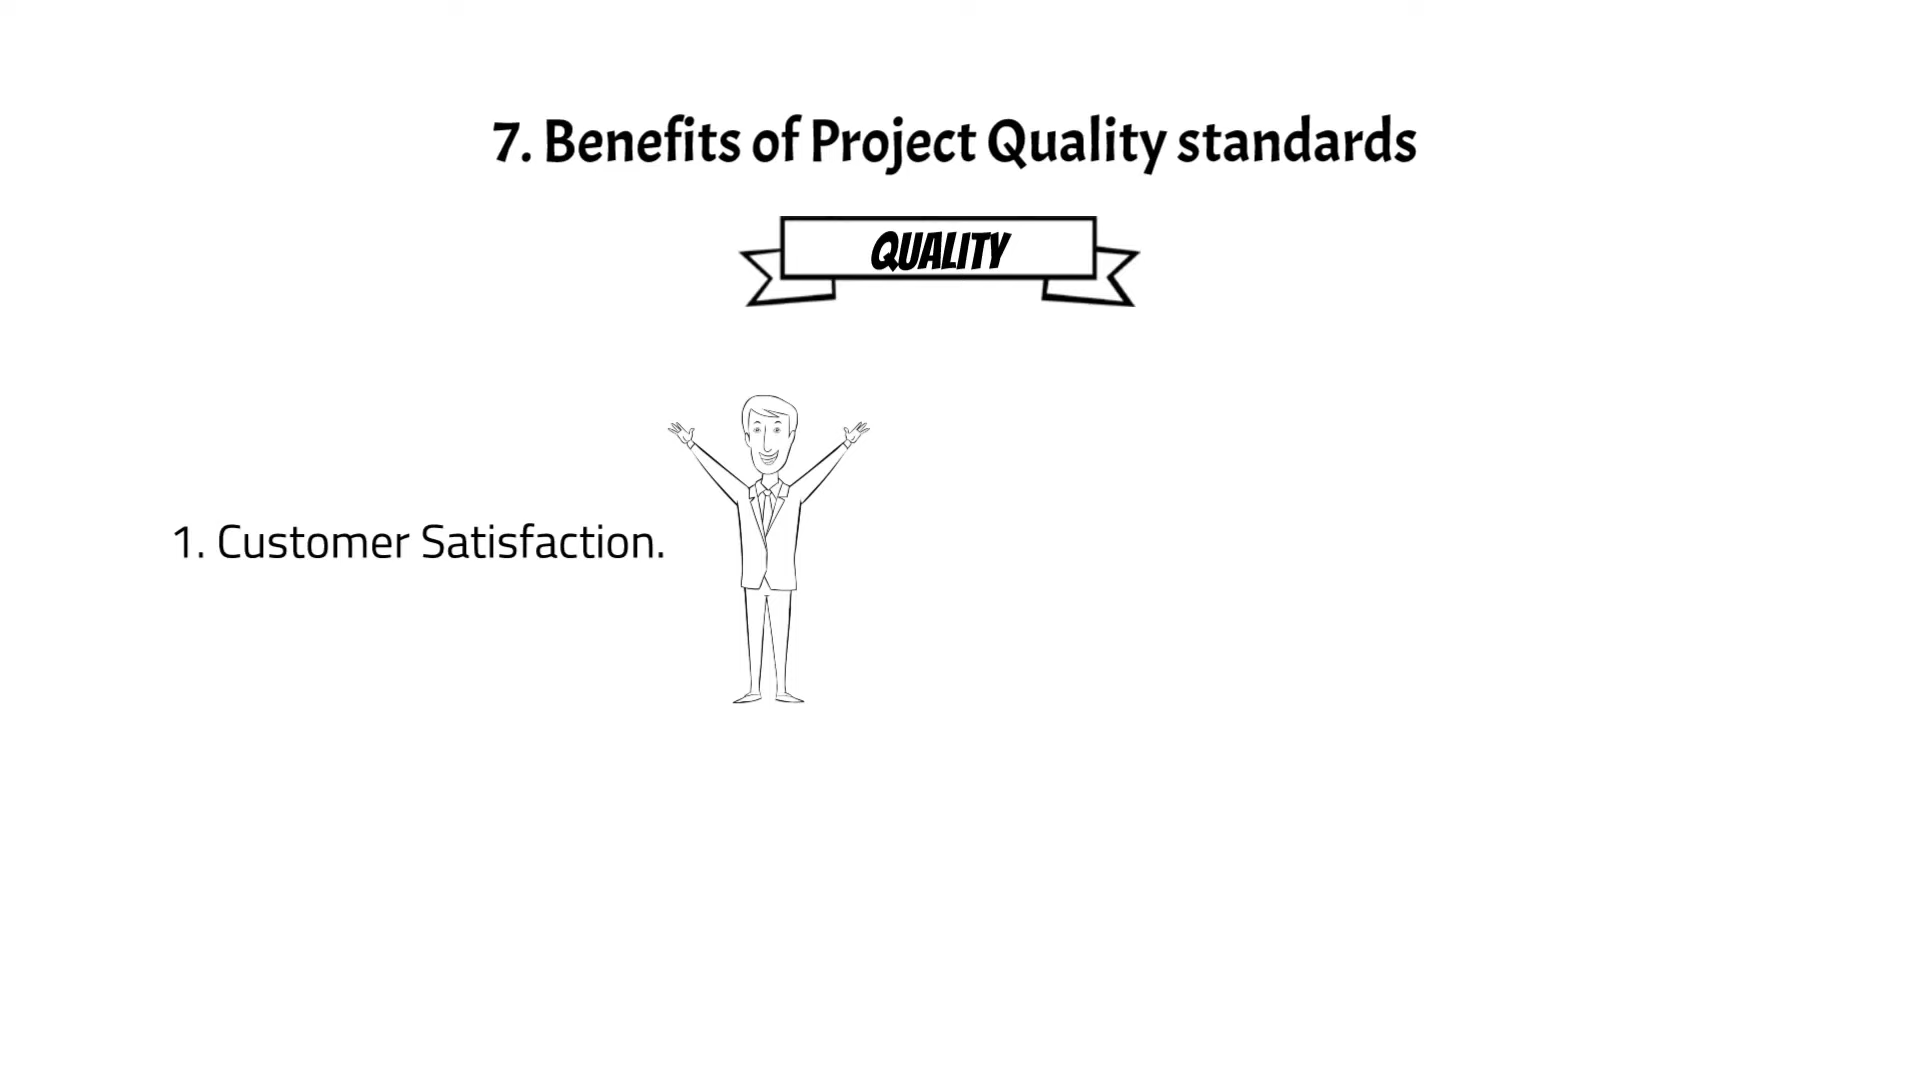 7. Benefits of Project Quality standards
QUALITY
1. Customer Satisfaction.